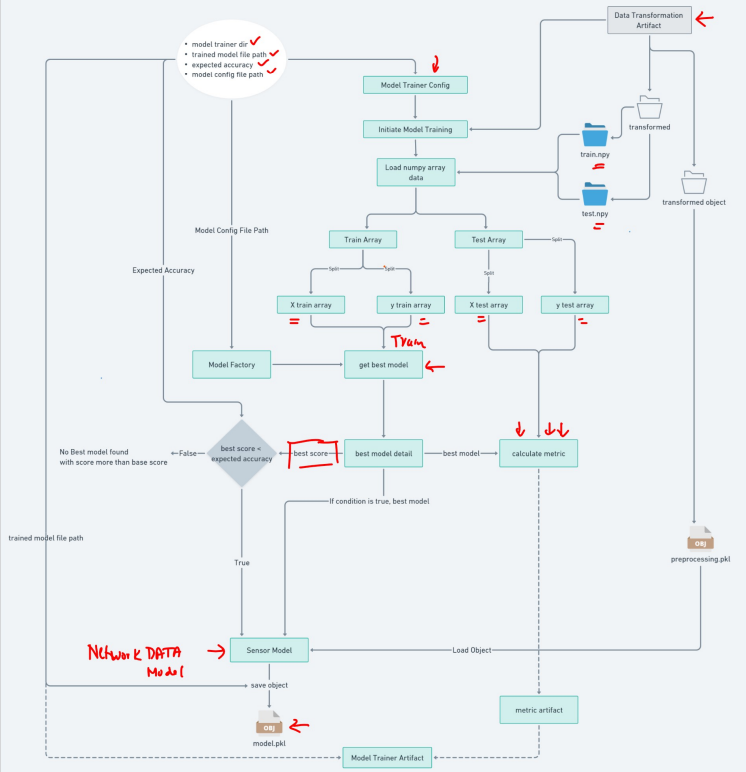 Data Transformation
Artifact
model trainer dir
trained model file path
expected accuracy
model config file path
Model Trainer Config
transformed
Initiate Model Training
train.npy
Load numpy array
data
transformed object
test.npy
Model Config File Path
Train Array
Test Array
Split
Expected Accuracy
Split
Split
Split
X train array
y train array
X test array
y test array
Train
Model Factory
get best model
No Best model found
with score more than base score
False
best score <
expected accuracy
best score
best model detail
best model
calculate metric
If condition is true, best model
trained model file path
OBJ
preprocessing.pkl
True
Network DATA
Model
Sensor Model
Load Object
save object
metric artifact
OBJ
model.pkl
Model Trainer Artifact